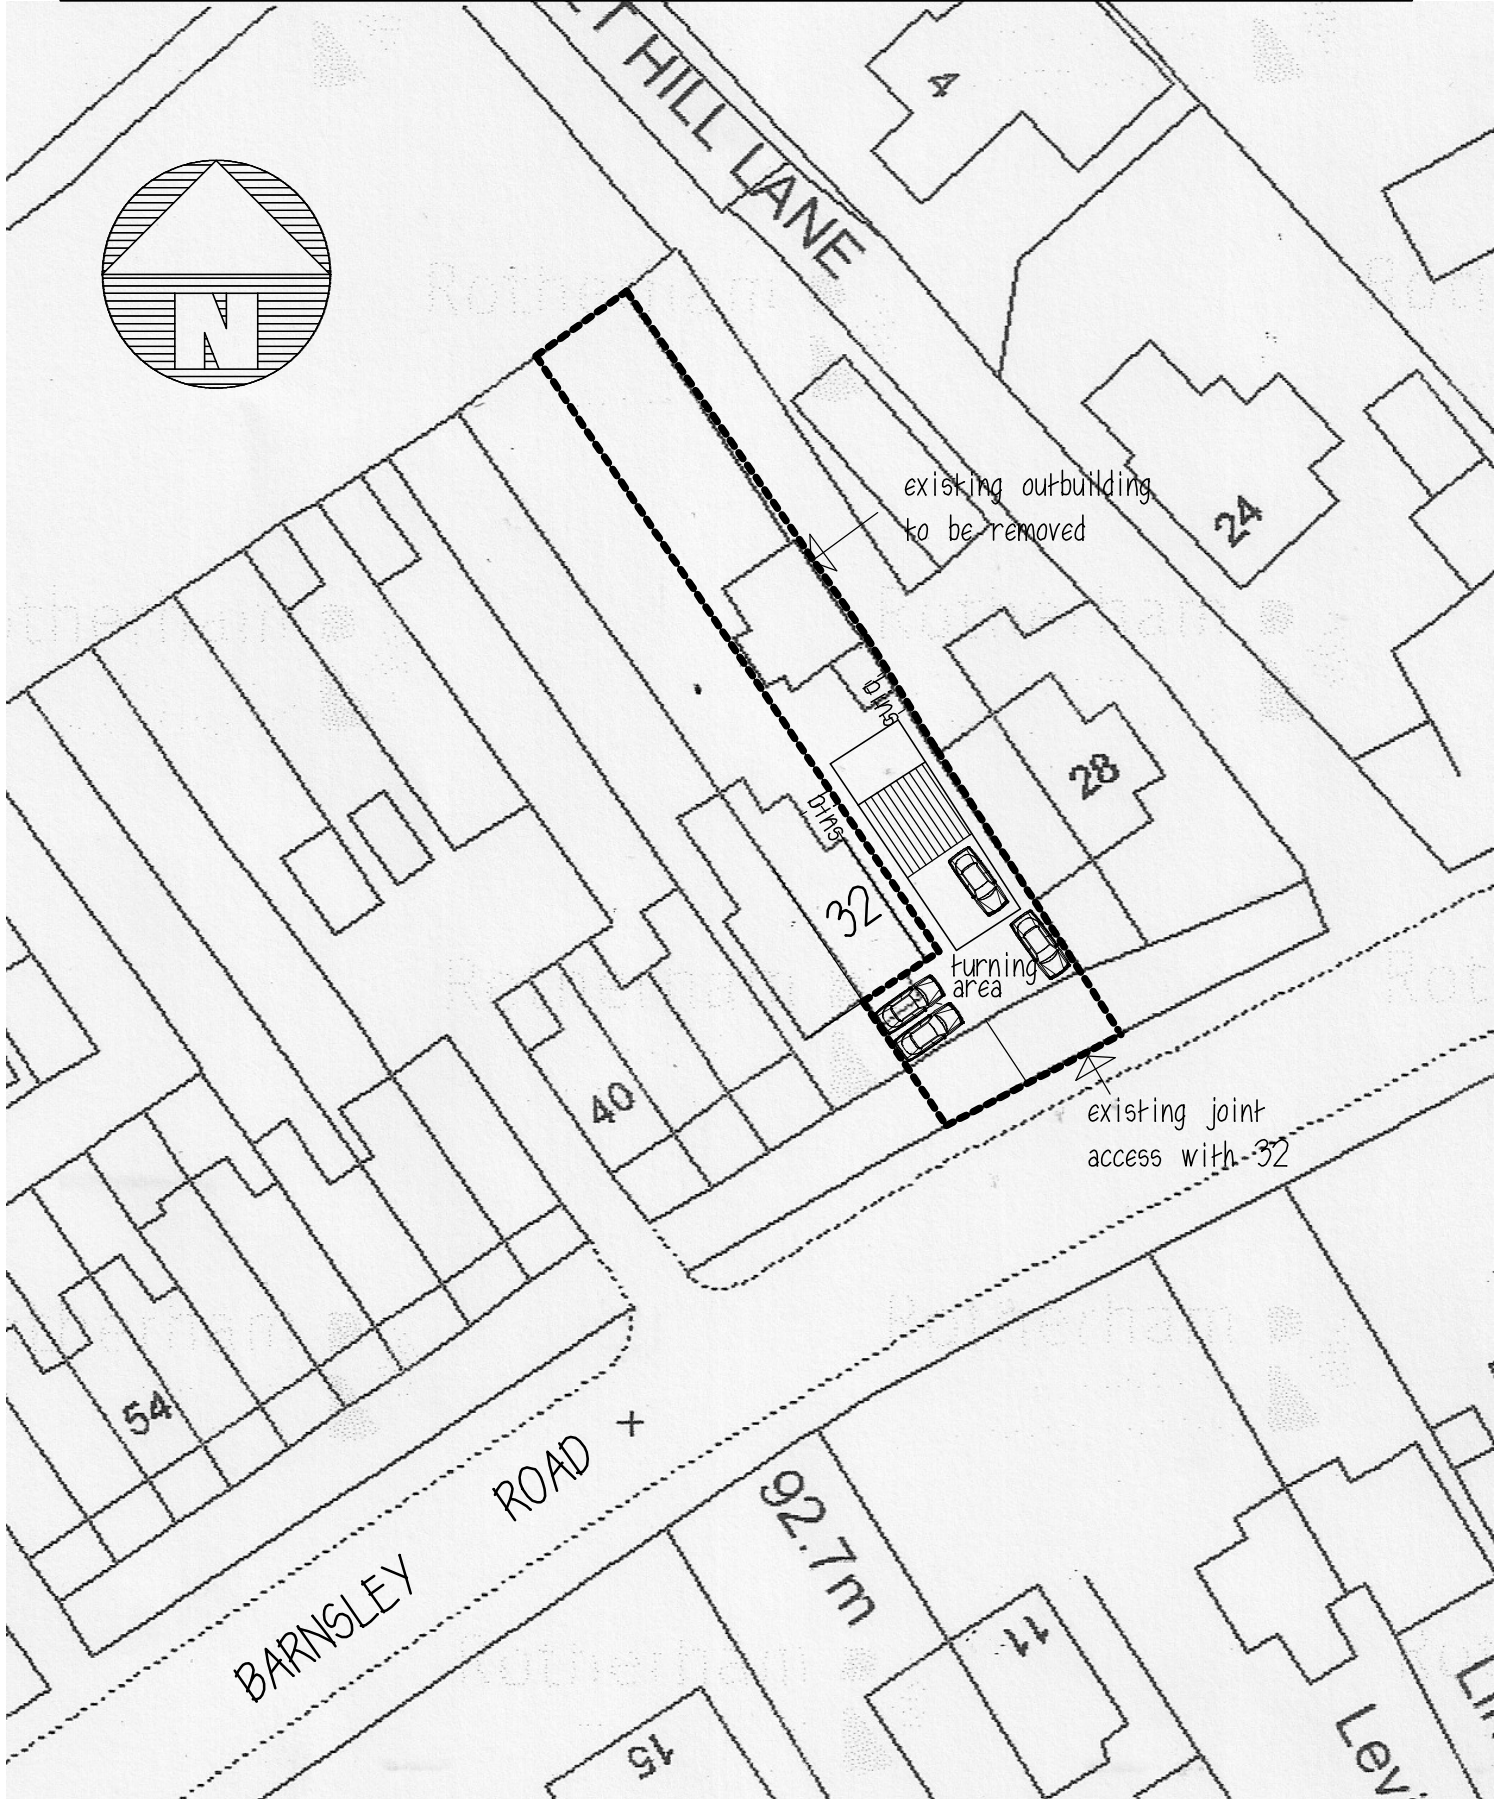 HILL LANE
4
N
existing outbuilding
to be removed
24
bins
28
bins
32
turning
area
40
existing joint
access with 32
54
ROAD
BARNSLEY
92.7m
11
15
Rotherham